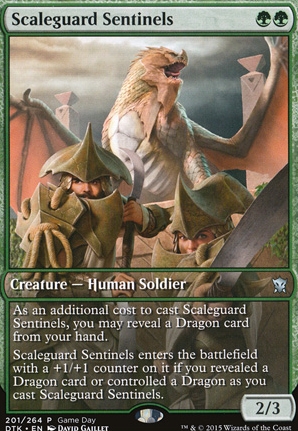 Scaleguard Sentinels
Creature — Human Soldier
As an additional cost to cast Scaleguard
Sentinels, you may reveal a Dragon card
from your hand.
Scaleguard Sentinels enters the battlefield
with a +1/+1 counter on it if you revealed
a Dragon card or controlled a Dragon as you
cast Scaleguard Sentinels.
2/3
201/264 P Game Day
DTK • EN DAVID GAILLET
™ & © 2015 Wizards of the Coast